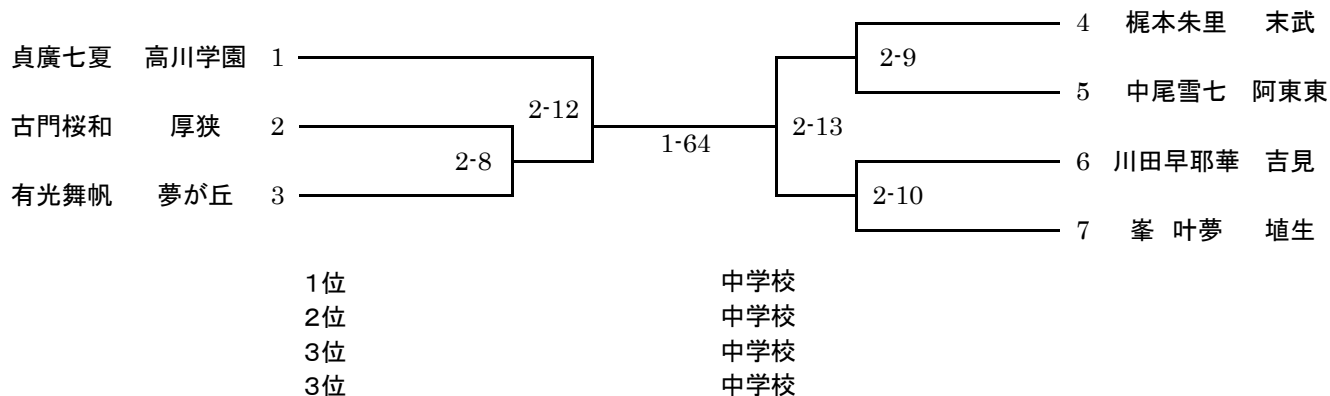 4 梶本朱里 末武
貞廣七夏 高川学園 1
2-9
5 中尾雪七 阿東東
2-12
古門桜和 厚狭 2
2-13
1-64
2-8
6 川田早耶華 吉見
有光舞帆 夢が丘 3
2-10
7 峯 叶夢 埴生
1位 中学校
2位 中学校
3位 中学校
3位 中学校